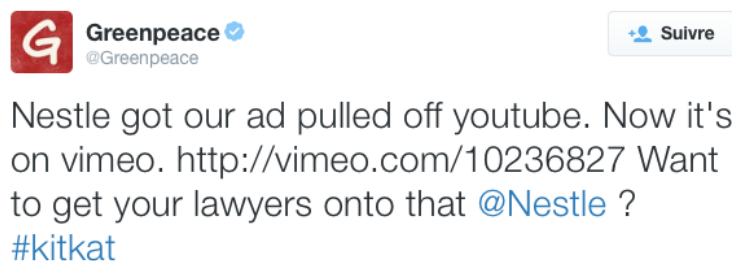 Greenpeace
Suivre
@Greenpeace
Nestle got our ad pulled off youtube. Now it's
on vimeo. http://vimeo.com/10236827 Want
to get your lawyers onto that @Nestle ?
#kitkat